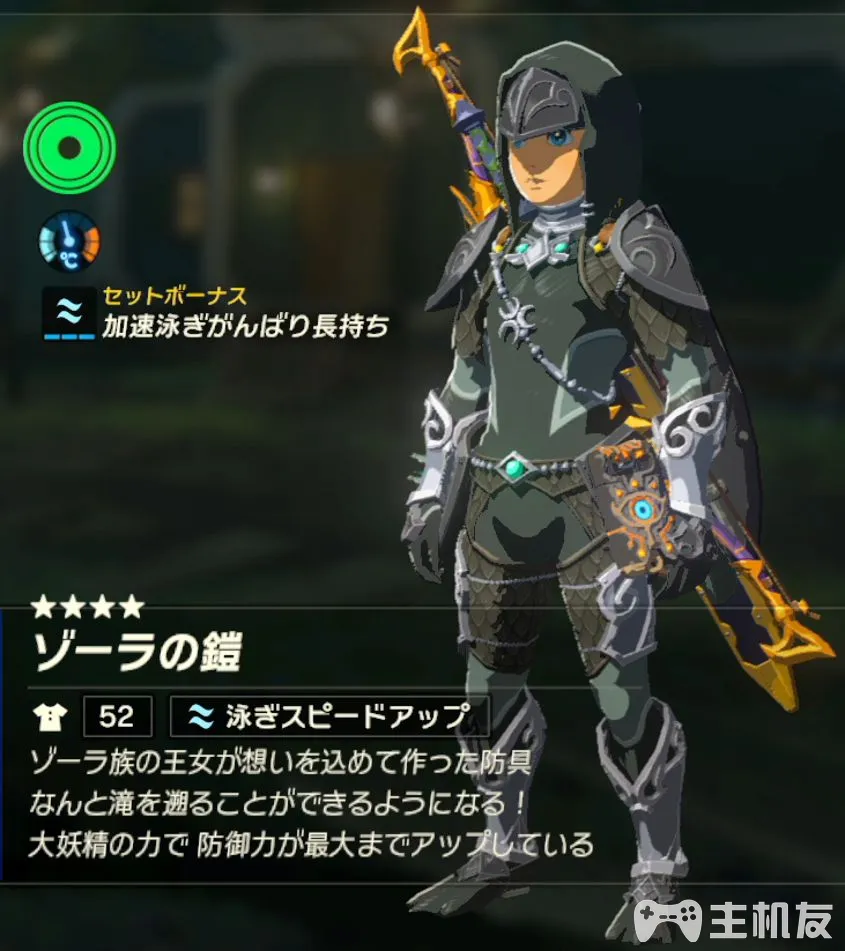 ℃
セットボーナス
加速泳ぎがんばり長持ち
★★★★
ゾーラの鎧
52 泳ぎスピードアップ
ゾーラ族の王女が想いを込めて作った防具
なんと滝を遡ることができるようになる！
大妖精の力で 防御力が最大までアップしている
主机友